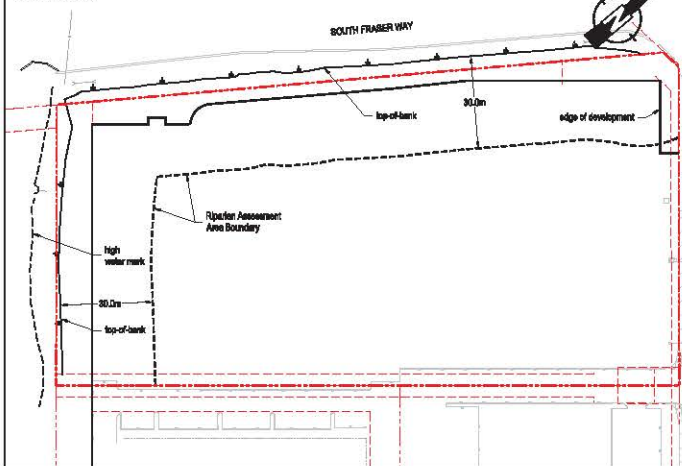 SOUTH FRASER WAY
N
top-of-bank
30.0m
edge of development
Riparian Assessment
Area Boundary
high
water mark
30.0m
top-of-bank